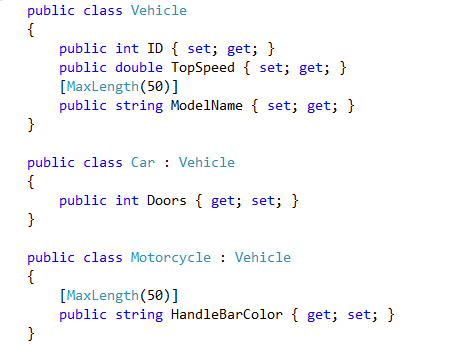 public class Vehicle
{
    public int ID { set; get; }
    public double TopSpeed { set; get; }
    [MaxLength(50)]
    public string ModelName { set; get; }
}

public class Car : Vehicle
{
    public int Doors { get; set; }
}

public class Motorcycle : Vehicle
{
    [MaxLength(50)]
    public string HandleBarColor { get; set; }
}